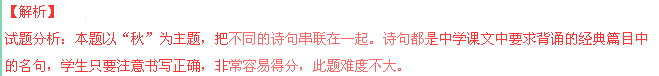 【解析】
试题分析：本题以“秋”为主题，把不同的诗句串联在一起。诗句都是中学课文中要求背诵的经典篇目中
的名句，学生只要注意书写正确，非常容易得分，此题难度不大。